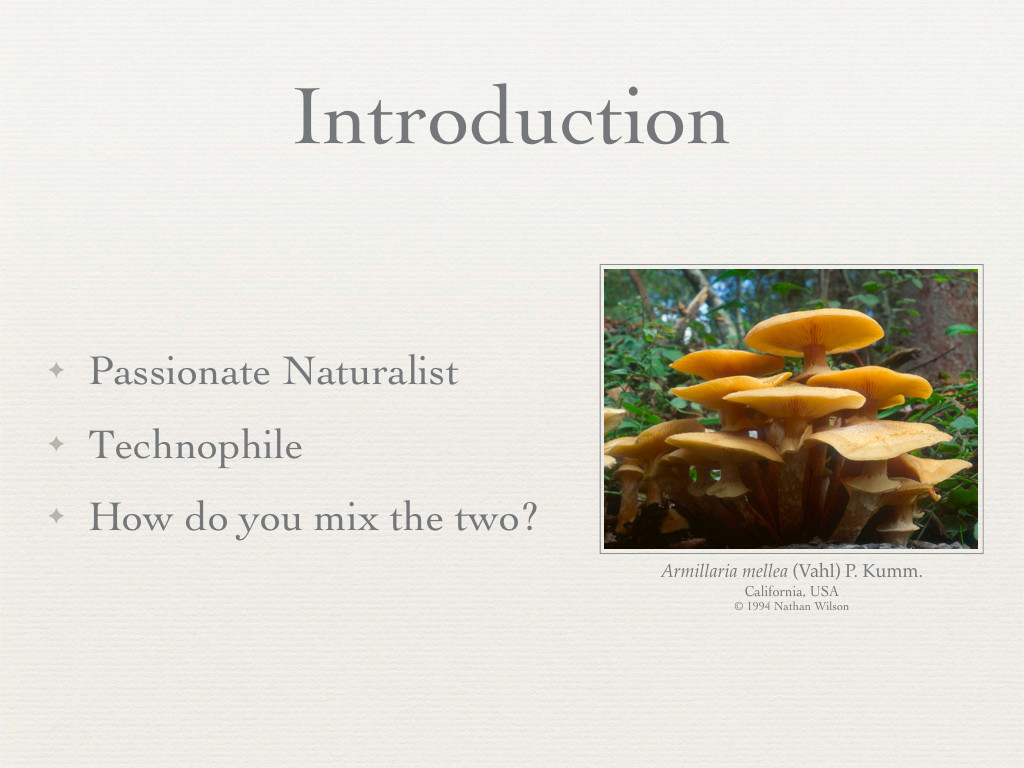 Introduction
Passionate Naturalist
Technophile
How do you mix the two?
Armillaria mellea (Vahl) P. Kumm.
California, USA
© 1994 Nathan Wilson